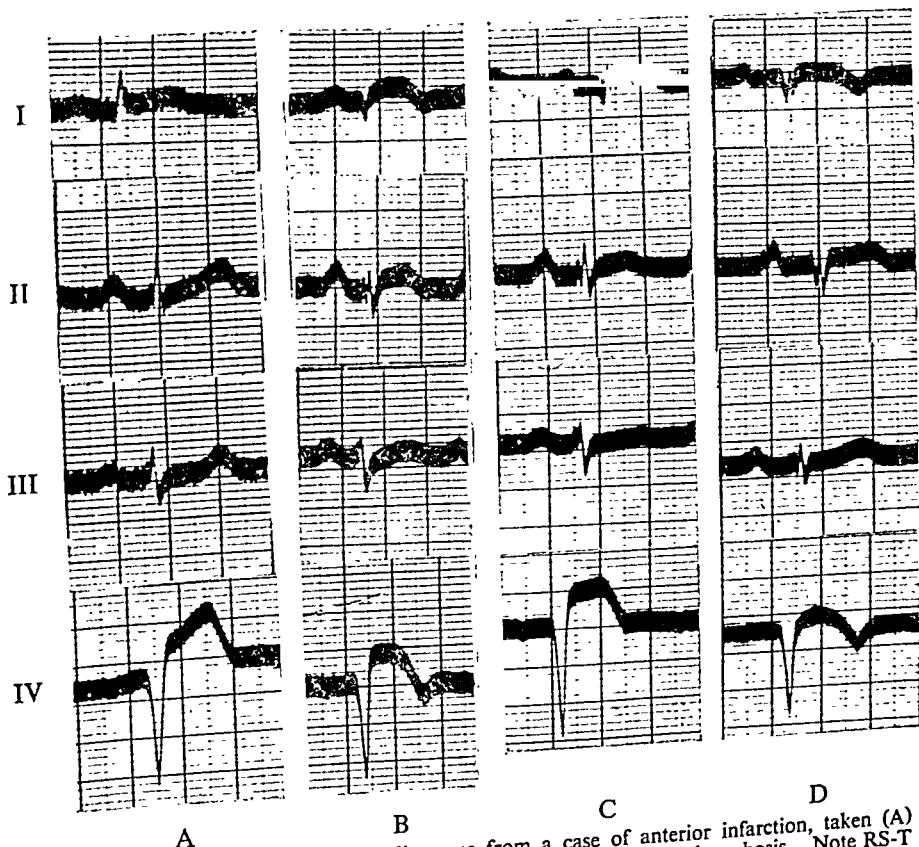 I
II
III
IV
A B C D
from a case of anterior infarction, taken (A)
Note RS-T